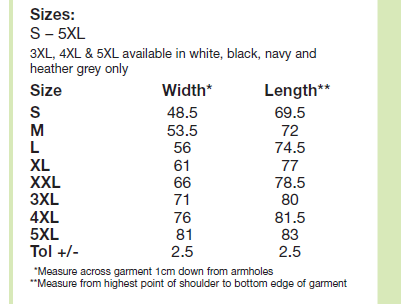 Sizes:
S – 5XL
3XL, 4XL & 5XL available in white, black, navy and
heather grey only
Size Width* Length**
S 48.5 69.5
M 53.5 72
L 56 74.5
XL 61 77
XXL 66 78.5
3XL 71 80
4XL 76 81.5
5XL 81 83
Tol +/- 2.5 2.5
*Measure across garment 1cm down from armholes
**Measure from highest point of shoulder to bottom edge of garment